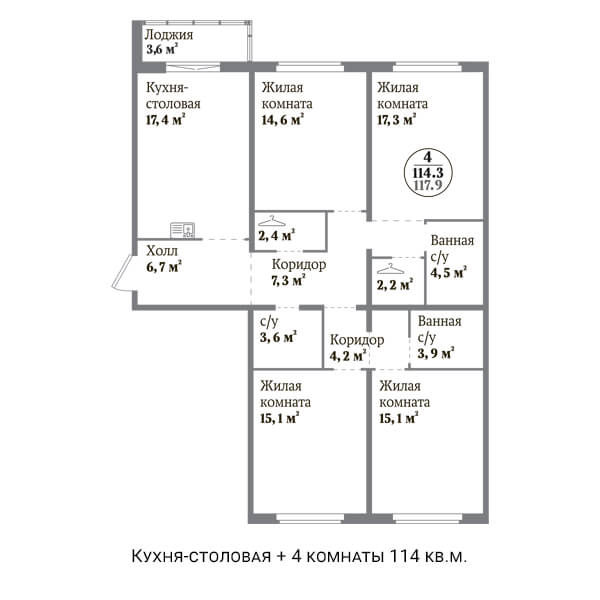 Лоджия
3,6 м²
Кухня-
столовая
17,4 м²
Жилая
комната
14,6 м²
Жилая
комната
17,3 м²
4
114.3
117.9
2,4 м²
Холл
6,7 м²
Коридор
7,3 м²
2,2 м²
Ванная
с/у
4,5 м²
с/у
3,6 м²
Коридор
4,2 м²
Ванная
с/у
3,9 м²
Жилая
комната
15,1 м²
Жилая
комната
15,1 м²
Кухня-столовая + 4 комнаты 114 кв.м.